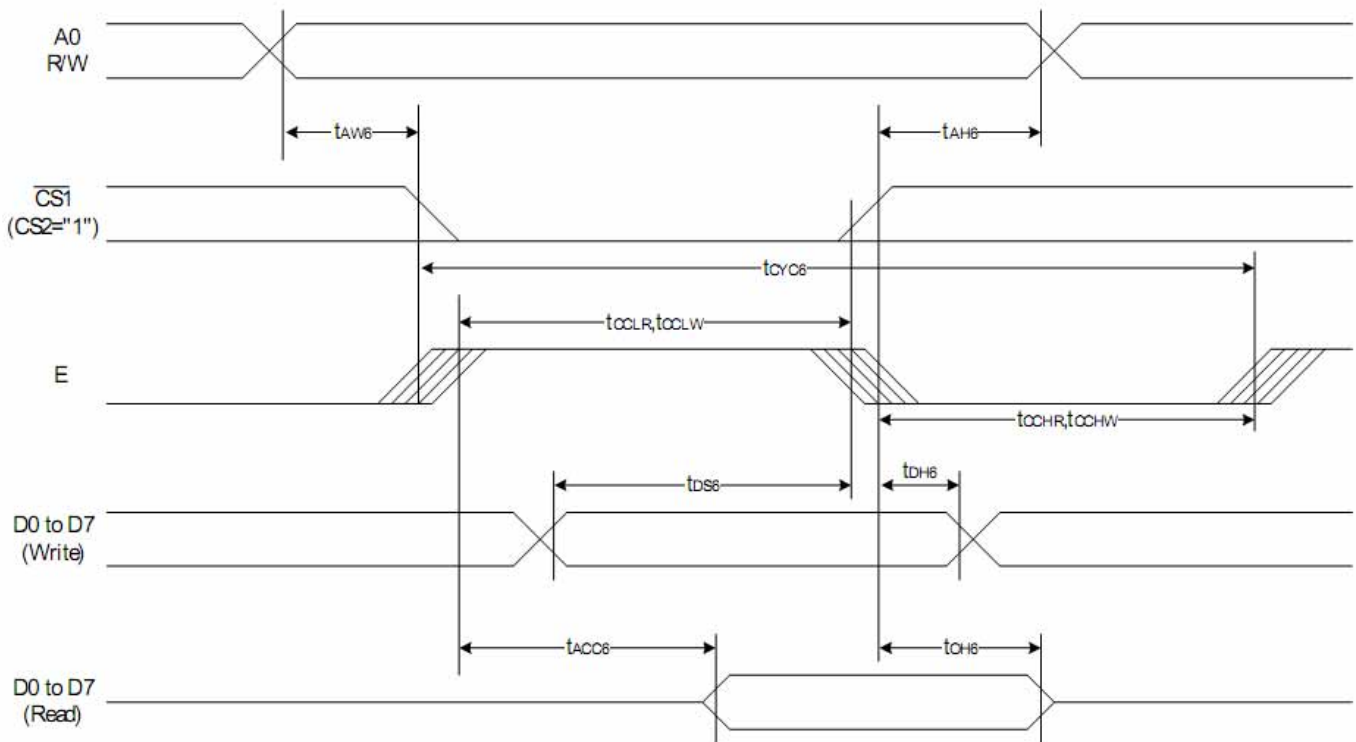 A0
R/W
tAW6
tAH6
CS1
(CS2="1")
tCYC6
tCCLR,tCCLW
E
tCCHR,tCCHW
tDS6
tDH6
D0 to D7
(Write)
tACC6
tOH6
D0 to D7
(Read)